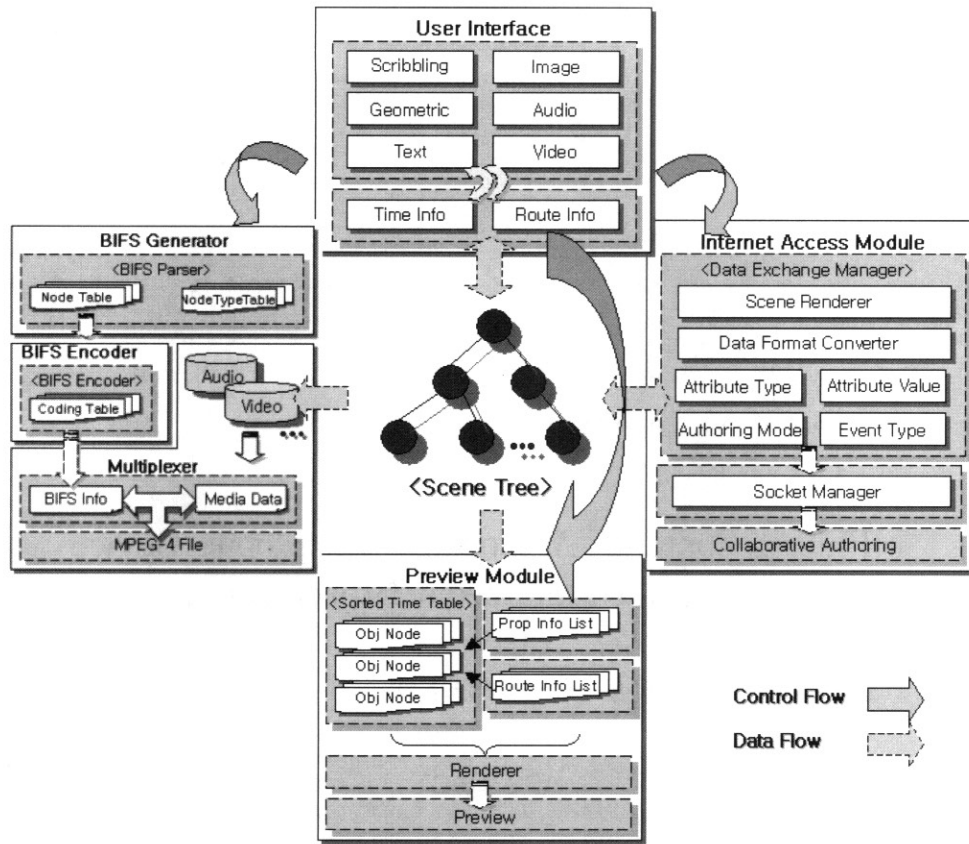 User Interface
Scribbling
Image
Geometric
Audio
Text
Video
Time Info
Route Info
BIFS Generator
<BIFS Parser>
Node Table
NodeTypeTable
BIFS Encoder
<BIFS Encoder>
Coding Table
Audio
Video
Multiplexer
BIFS Info
Media Data
MPEG-4 File
<Scene Tree>
Internet Access Module
<Data Exchange Manager>
Scene Renderer
Data Format Converter
Attribute Type
Attribute Value
Authoring Mode
Event Type
Socket Manager
Collaborative Authoring
Preview Module
<Sorted Time Table>
Obj Node
Obj Node
Obj Node
Prop Info List
Route Info List
Renderer
Preview
Control Flow
Data Flow